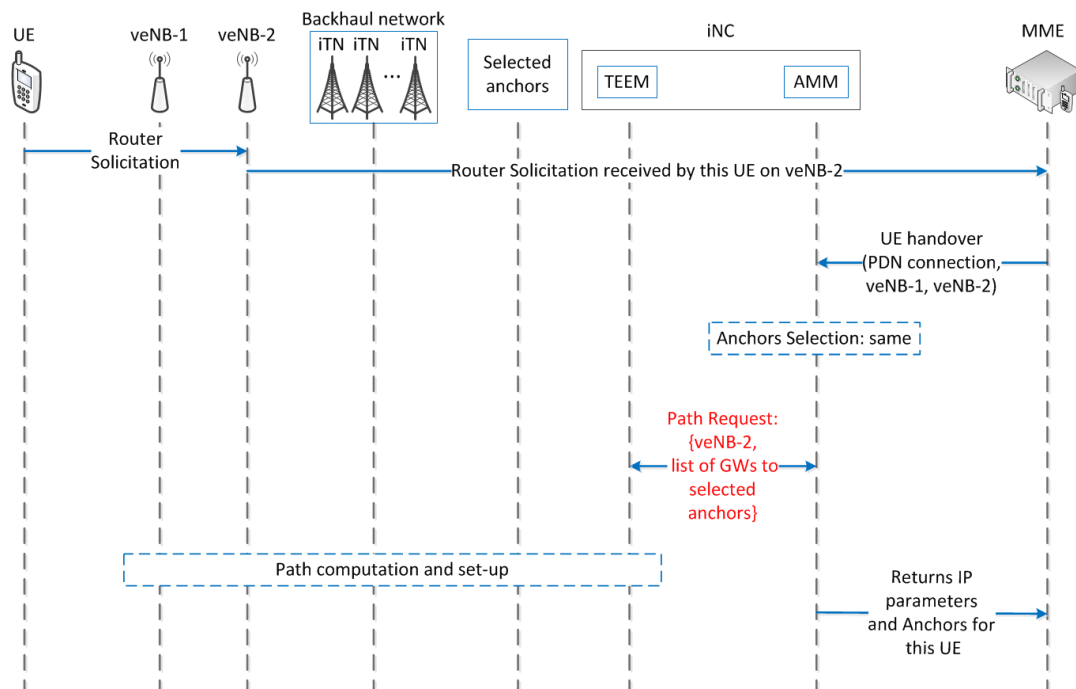 UE
veNB-1
veNB-2
Backhaul network
iTN
iTN
...
iTN
Selected
anchors
iNC
TEEM
AMM
MME
Router
Solicitation
Router Solicitation received by this UE on veNB-2
UE handover
(PDN connection,
veNB-1, veNB-2)
Anchors Selection: same
Path Request:
{veNB-2,
list of GWs to
selected
anchors}
Path computation and set-up
Returns IP
parameters
and Anchors for
this UE